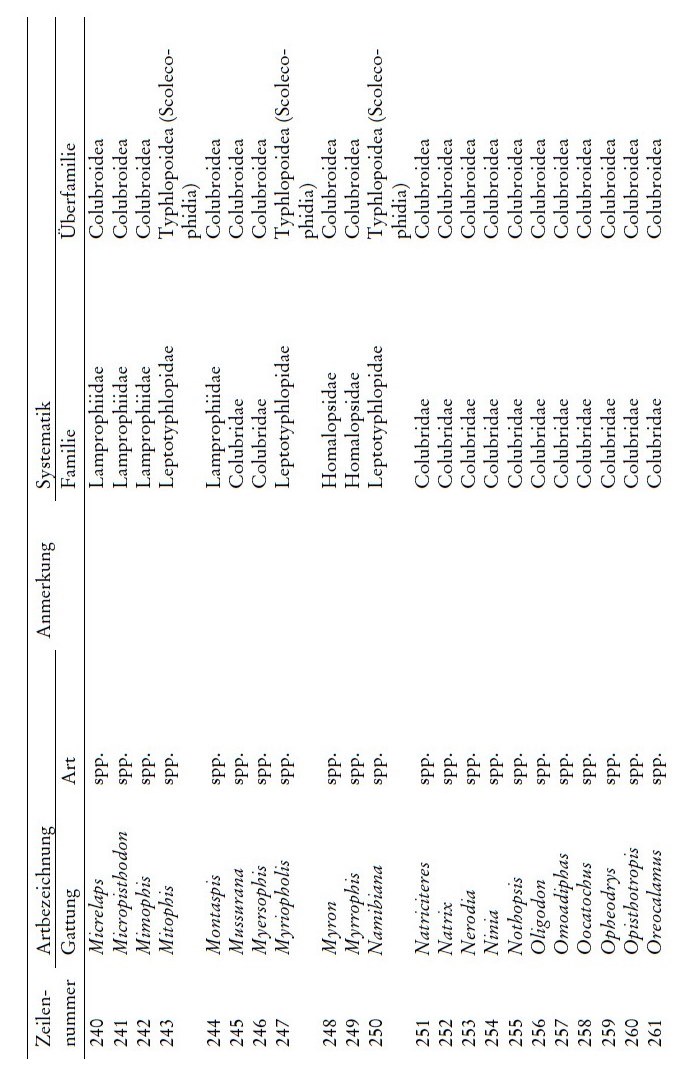 Zeilen- Artbezeichnung Anmerkung Systematik
nummer Gattung Art Familie Überfamilie
240 Micrelaps spp. Lamprophiidae Colubroidea
241 Micropisthodon spp. Lamprophiidae Colubroidea
242 Mimophis spp. Lamprophiidae Colubroidea
243 Mitophis spp. Leptotyphlopidae Typhlopoidea (Scoleco-
phidia)
244 Montaspis spp. Lamprophiidae Colubroidea
245 Mussurana spp. Colubridae Colubroidea
246 Myersophis spp. Colubridae Colubroidea
247 Myriopholis spp. Leptotyphlopidae Typhlopoidea (Scoleco-
phidia)
248 Myron spp. Homalopsidae Colubroidea
249 Myrrophis spp. Homalopsidae Colubroidea
250 Namibiana spp. Leptotyphlopidae Typhlopoidea (Scoleco-
phidia)
251 Natriciteres spp. Colubridae Colubroidea
252 Natrix spp. Colubridae Colubroidea
253 Nerodia spp. Colubridae Colubroidea
254 Ninia spp. Colubridae Colubroidea
255 Nothopsis spp. Colubridae Colubroidea
256 Oligodon spp. Colubridae Colubroidea
257 Omoadiphas spp. Colubridae Colubroidea
258 Oocatochus spp. Colubridae Colubroidea
259 Opheodrys spp. Colubridae Colubroidea
260 Opisthotropis spp. Colubridae Colubroidea
261 Oreocalamus spp. Colubridae Colubroidea